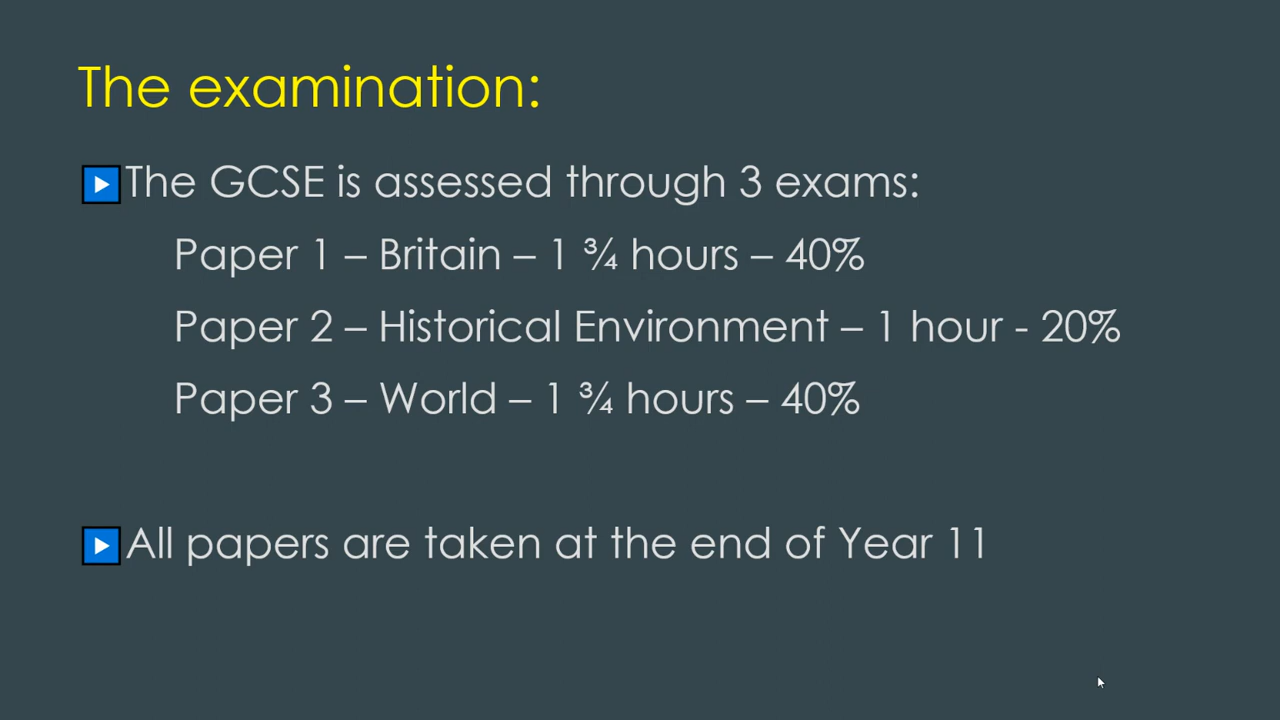 The examination:
The GCSE is assessed through 3 exams:
Paper 1 – Britain – 1 ¾ hours – 40%
Paper 2 – Historical Environment – 1 hour - 20%
Paper 3 – World – 1 ¾ hours – 40%
All papers are taken at the end of Year 11